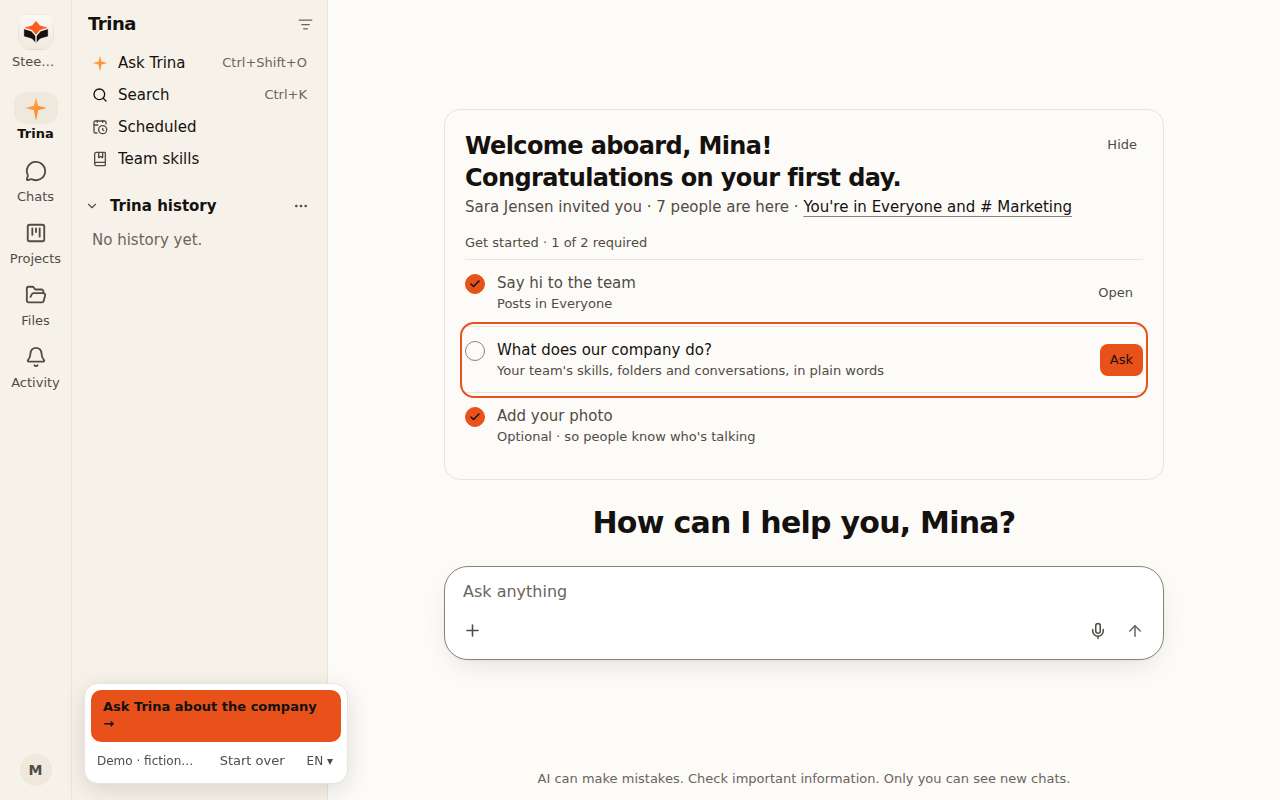 Stee...
Trina
Chats
Projects
Files
Activity
M
Trina
Ask Trina Ctrl+Shift+O
Search Ctrl+K
Scheduled
Team skills
Trina history
No history yet.
Ask Trina about the company
→
Demo · fiction... Start over EN ▾
Welcome aboard, Mina!
Hide
Congratulations on your first day.
Sara Jensen invited you · 7 people are here · You're in Everyone and # Marketing
Get started · 1 of 2 required
Say hi to the team
Posts in Everyone
Open
What does our company do?
Your team's skills, folders and conversations, in plain words
Ask
Add your photo
Optional · so people know who's talking
How can I help you, Mina?
Ask anything
AI can make mistakes. Check important information. Only you can see new chats.